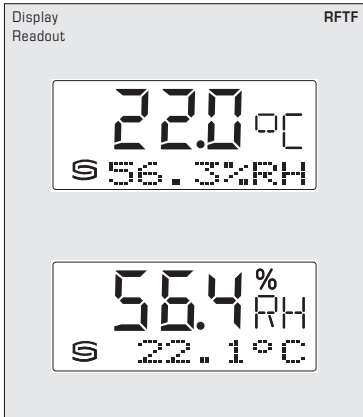 Display RFTF
Readout
22.0 °C
56.3%RH
56.4 % RH
22.1°C